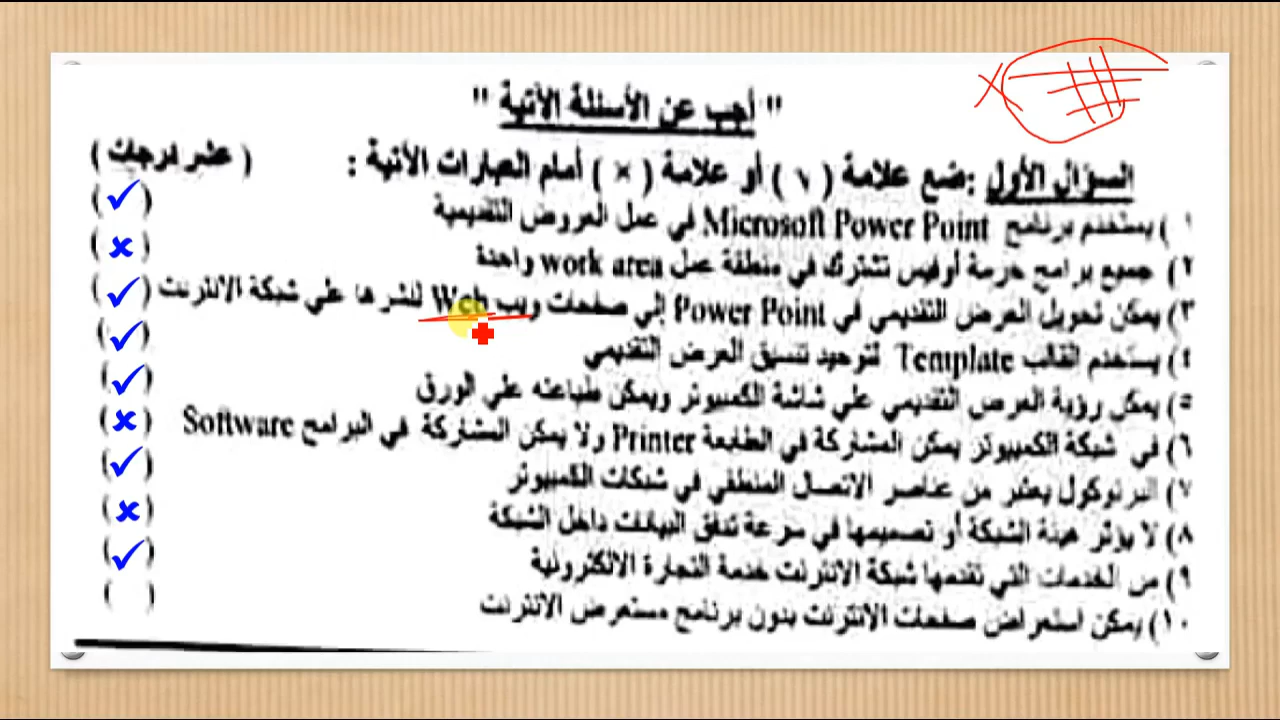 " أجب عن الأسئلة الآتية "
السؤال الأول :ضع علامة ( √ ) أو علامة ( × ) أمام العبارات الآتية : ( عشر درجات )
١ ) يستخدم برنامج Microsoft Power Point في عمل العروض التقديمية (✓)
٢ ) جميع برامج حزمة أوفيس تشترك في منطقة عمل work area واحدة (×)
٣) يمكن تحويل العرض التقديمي في Power Point إلي صفحات ويب Web لنشرها علي شبكة الانترنت (✓)
٤) يستخدم القالب Template لتوحيد تنسيق العرض التقديمي (✓)
٥) يمكن رؤية العرض التقديمي علي شاشة الكمبيوتر ويمكن طباعته علي الورق (✓)
٦) في شبكة الكمبيوتر يمكن المشاركة في الطابعة Printer ولا يمكن المشاركة في البرامج Software (×)
٧) البرتوكول يعتبر من عناصر الاتصال المنطقي في شبكات الكمبيوتر (✓)
٨) لا يؤثر هيئة الشبكة أو تصميمها في سرعة تدفق البيانات داخل الشبكة (×)
٩) من الخدمات التي تقدمها شبكة الانترنت خدمة التجارة الالكترونية (✓)
١٠) يمكن استعراض صفحات الانترنت بدون برنامج مستعرض الانترنت ( )